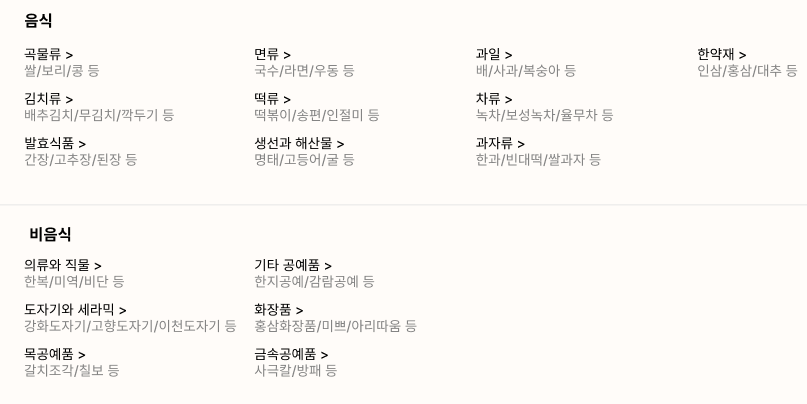 음식
곡물류 >
쌀/보리/콩 등
면류 >
국수/라면/우동 등
과일 >
배/사과/복숭아 등
한약재 >
인삼/홍삼/대추 등
김치류 >
배추김치/무김치/깍두기 등
떡류 >
떡볶이/송편/인절미 등
차류 >
녹차/보성녹차/율무차 등
발효식품 >
간장/고추장/된장 등
생선과 해산물 >
명태/고등어/굴 등
과자류 >
한과/빈대떡/쌀과자 등
비음식
의류와 직물 >
한복/미역/비단 등
기타 공예품 >
한지공예/감람공예 등
도자기와 세라믹 >
강화도자기/고향도자기/이천도자기 등
화장품 >
홍삼화장품/미쁘/아리따움 등
목공예품 >
갈치조각/칠보 등
금속공예품 >
사극칼/방패 등